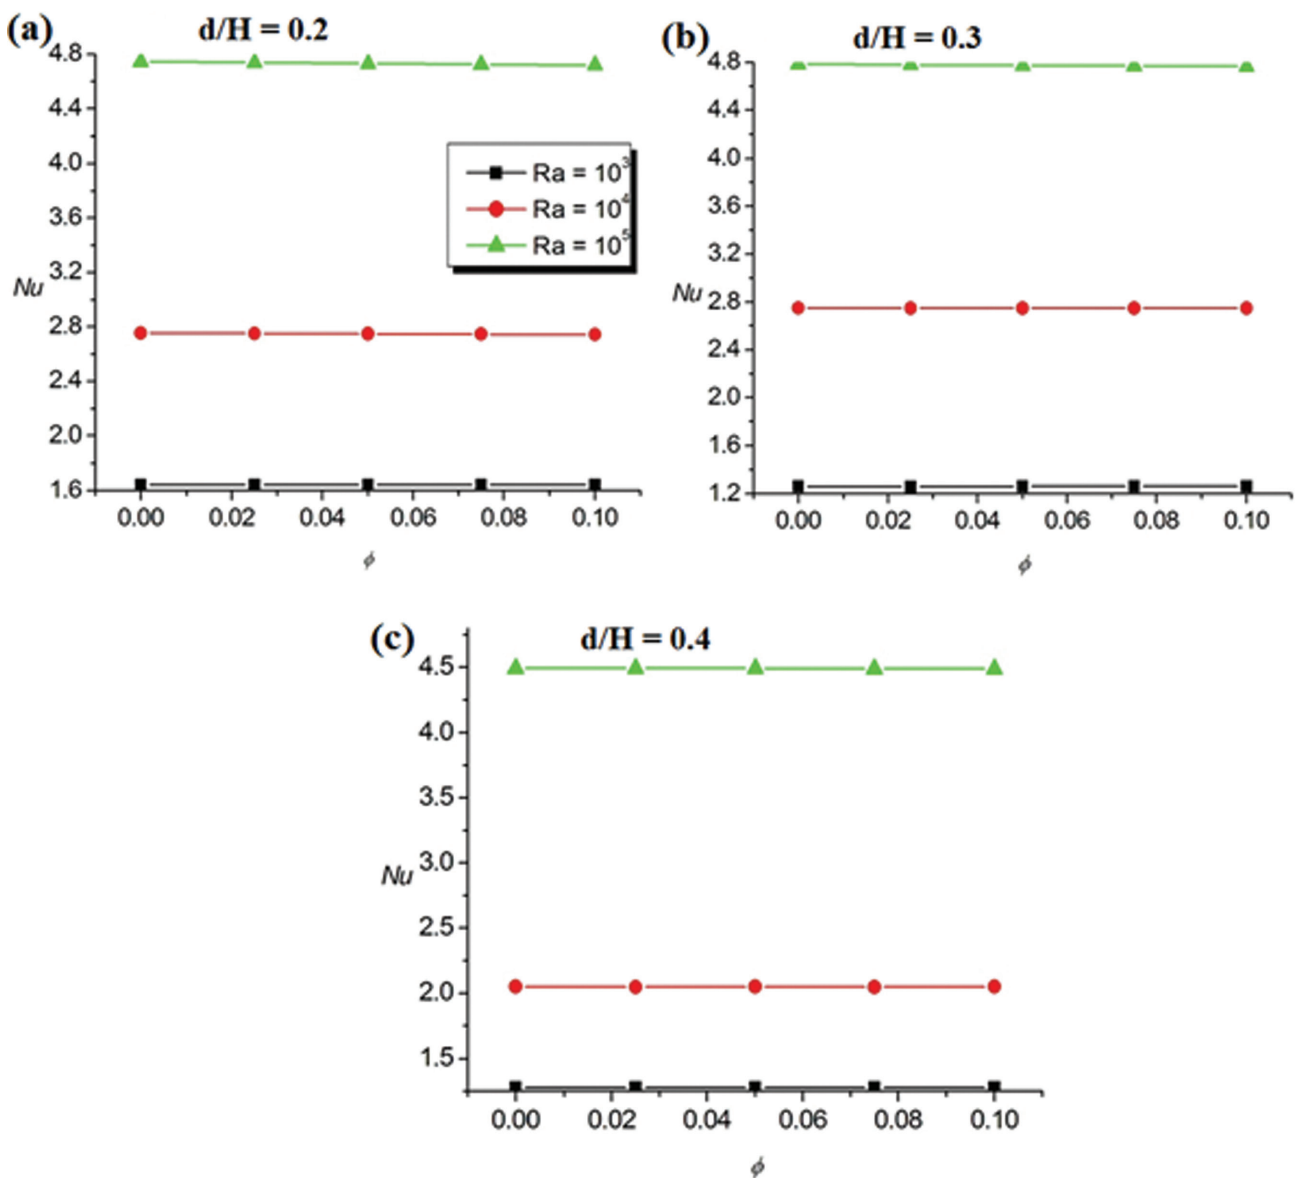 (a)
d/H = 0.2
4.8
4.4
4.0
3.6
3.2
2.8
2.4
2.0
1.6
Nu
Ra = 10³
Ra = 10⁴
Ra = 10⁵
0.00 0.02 0.04 0.06 0.08 0.10
ϕ
(b)
d/H = 0.3
4.8
4.4
4.0
3.6
3.2
2.8
2.4
2.0
1.6
1.2
Nu
0.00 0.02 0.04 0.06 0.08 0.10
ϕ
(c)
d/H = 0.4
4.5
4.0
3.5
3.0
2.5
2.0
1.5
Nu
0.00 0.02 0.04 0.06 0.08 0.10
ϕ